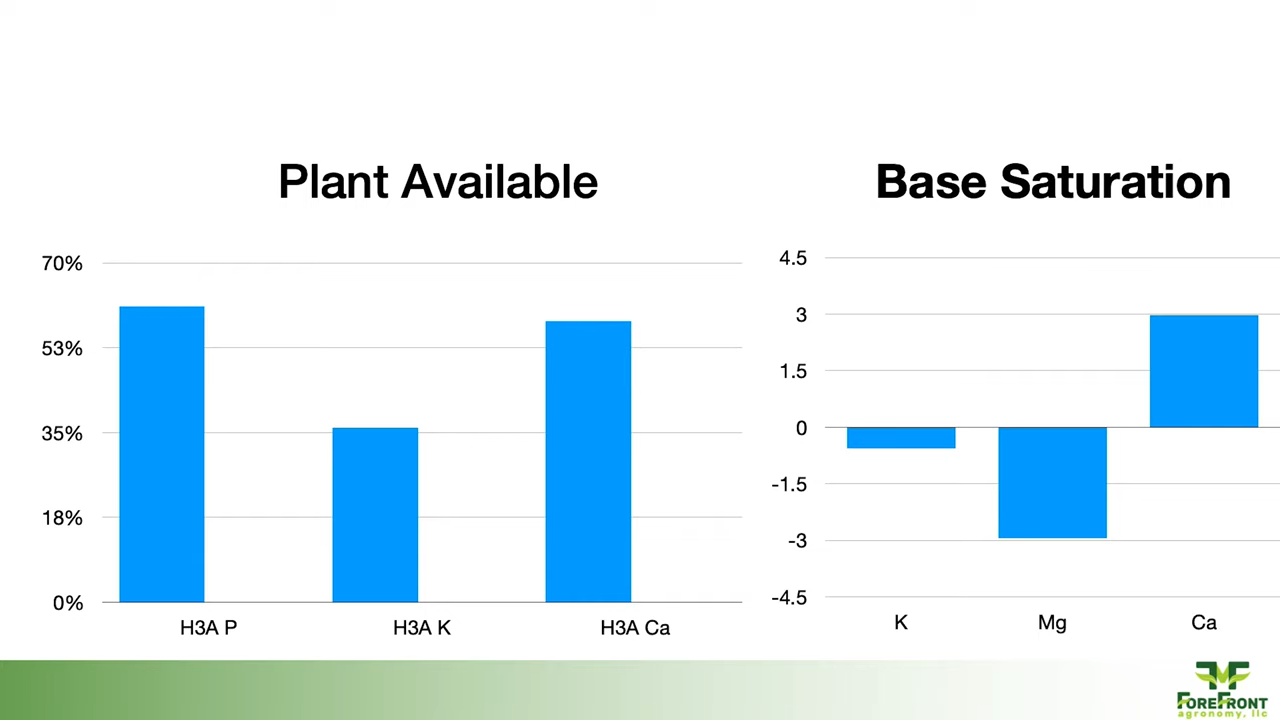 Plant Available
70%
53%
35%
18%
0%
H3A P
H3A K
H3A Ca
Base Saturation
4.5
3
1.5
0
-1.5
-3
-4.5
K
Mg
Ca
FOREFRONT
agronomy, llc